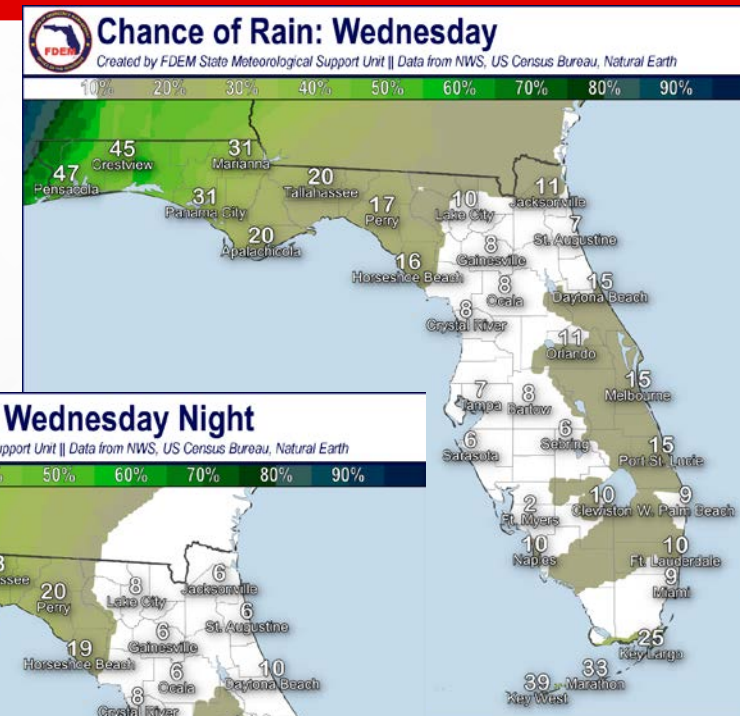 FDEM
Chance of Rain: Wednesday
Created by FDEM State Meteorological Support Unit || Data from NWS, US Census Bureau, Natural Earth
10% 20% 30% 40% 50% 60% 70% 80% 90%
45
Crestview
31
Marianna
47
Pensacola
20
Tallahassee
31
Panama City
17
Perry
10
Lake City
11
Jacksonville
20
Apalachicola
7
St. Augustine
8
Gainesville
16
Horseshoe Beach
8
Ocala
15
Daytona Beach
8
Crystal River
11
Orlando
7
Tampa
8
Bartow
15
Melbourne
6
Sarasota
6
Sebring
15
Port St. Lucie
2
Ft. Myers
10
Clewiston
9
W. Palm Beach
10
Naples
10
Ft. Lauderdale
9
Miami
25
Key Largo
33
Marathon
39
Key West
Wednesday Night
upport Unit || Data from NWS, US Census Bureau, Natural Earth
50% 60% 70% 80% 90%
ssee
20
Perry
8
Lake City
6
Jacksonville
6
St. Augustine
6
Gainesville
19
Horseshoe Beach
6
Ocala
10
Daytona Beach
8
Crystal River